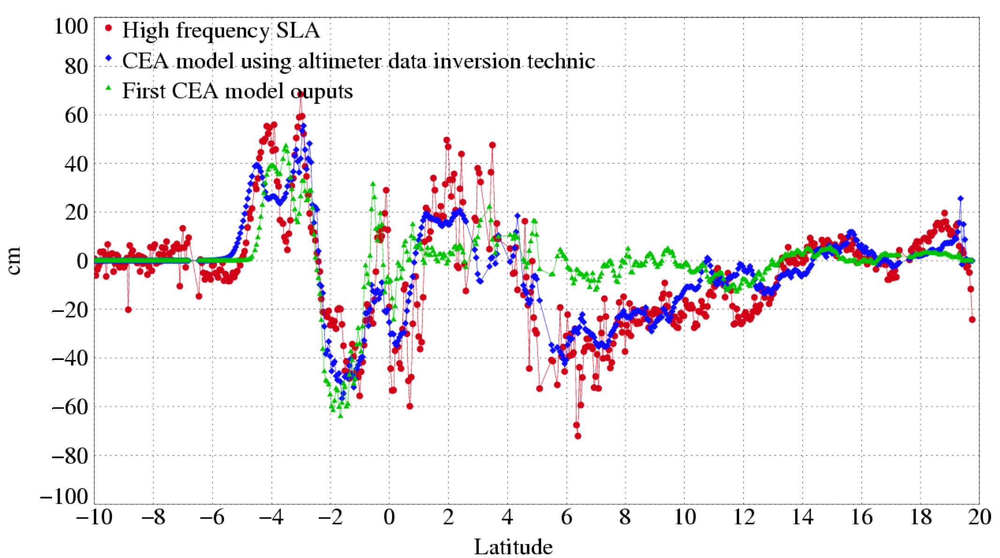 100
80
60
40
20
0
−20
−40
−60
−80
−100
cm
High frequency SLA
CEA model using altimeter data inversion technic
First CEA model ouputs
−10 −8 −6 −4 −2 0 2 4 6 8 10 12 14 16 18 20
Latitude